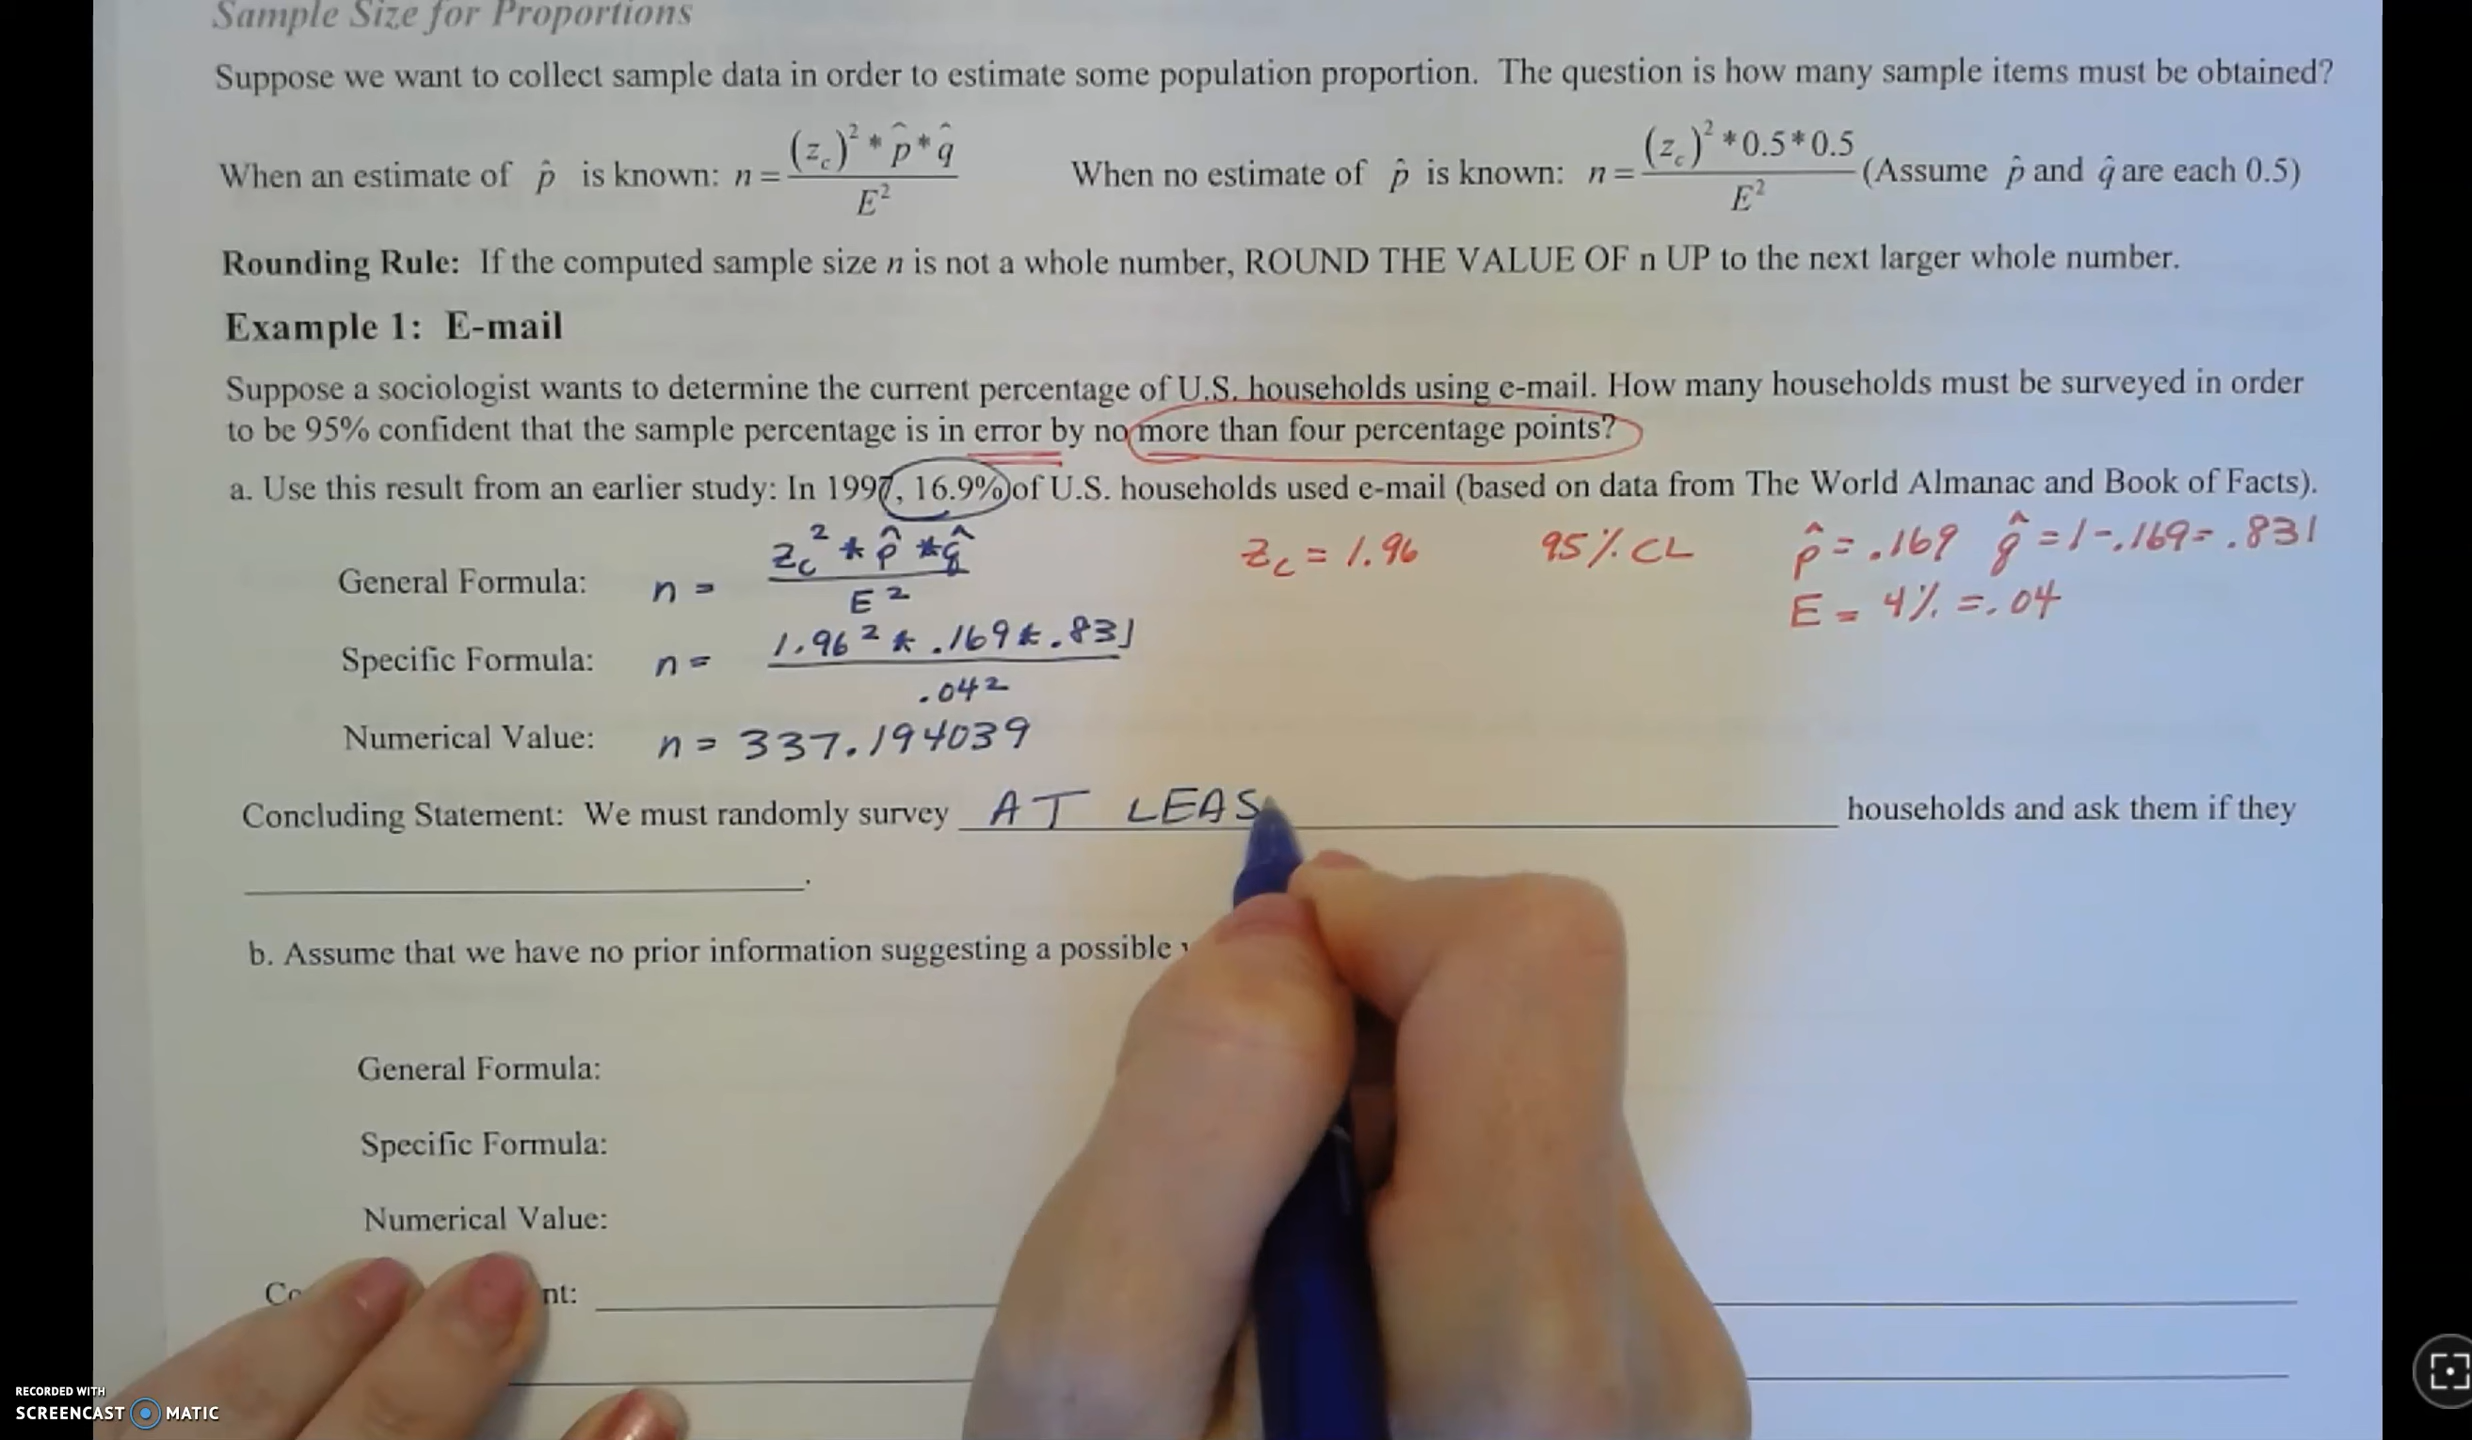 Sample Size for Proportions
Suppose we want to collect sample data in order to estimate some population proportion. The question is how many sample items must be obtained?
When an estimate of p̂ is known: n = (z_c)² * p̂ * q̂ / E² When no estimate of p̂ is known: n = (z_c)² * 0.5 * 0.5 / E² (Assume p̂ and q̂ are each 0.5)
Rounding Rule: If the computed sample size n is not a whole number, ROUND THE VALUE OF n UP to the next larger whole number.
Example 1: E-mail
Suppose a sociologist wants to determine the current percentage of U.S. households using e-mail. How many households must be surveyed in order
to be 95% confident that the sample percentage is in error by no more than four percentage points?
a. Use this result from an earlier study: In 1997, 16.9% of U.S. households used e-mail (based on data from The World Almanac and Book of Facts).
General Formula: n = z_c² * p̂ * q̂ / E² z_c = 1.96 95% CL p̂ = .169 q̂ = 1-.169= .831
E = 4% = .04
Specific Formula: n = 1.96² * .169 * .831 / .04²
Numerical Value: n = 337.194039
Concluding Statement: We must randomly survey AT LEAS households and ask them if they
.
b. Assume that we have no prior information suggesting a possible
General Formula:
Specific Formula:
Numerical Value:
Co nt:
RECORDED WITH
SCREENCAST MATIC